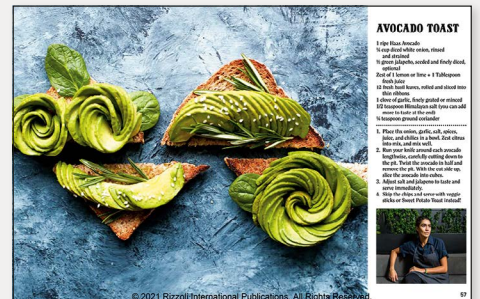 AVOCADO TOAST
1 ripe Haas Avocado
¼ cup diced white onion, rinsed
and strained
½ green jalapeño, seeded and finely diced,
optional
Zest of 1 lemon or lime + 1 Tablespoon
fresh juice
12 fresh basil leaves, rolled and sliced into
thin ribbons
1 clove of garlic, finely grated or minced
1/2 teaspoon Himalayan salt (you can add
more to taste at the end)
¼ teaspoon ground coriander
1. Place the onion, garlic, salt, spices,
juice, and chilies in a bowl. Zest citrus
into mix, and mix well.
2. Run your knife around each avocado
lengthwise, carefully cutting down to
the pit. Twist the avocado in half and
remove the pit. With the cut side up,
slice the avocado into cubes.
3. Adjust salt and jalapeno to taste and
serve immediately.
4. Skip the chips and serve with veggie
sticks or Sweet Potato Toast instead!
57
© 2021 Rizzoli International Publications. All Rights Reserved